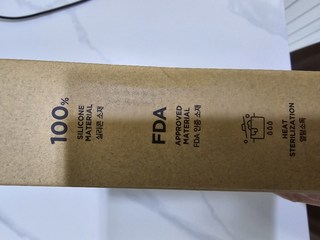 100%
SILICONE
MATERIAL
실리콘 소재
FDA
APPROVED
MATERIAL
FDA 인증 소재
HEAT
STERILIZATION
열탕소독